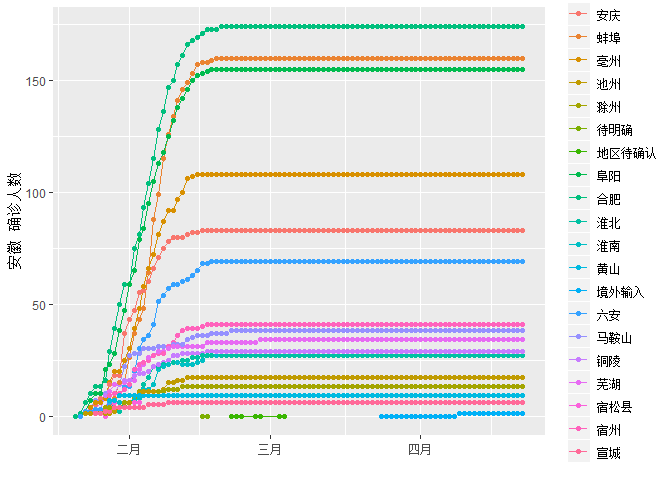 安徽 确诊人数
150
100
50
0
二月
三月
四月
安庆
蚌埠
亳州
池州
滁州
待明确
地区待确认
阜阳
合肥
淮北
淮南
黄山
境外输入
六安
马鞍山
铜陵
芜湖
宿松县
宿州
宣城